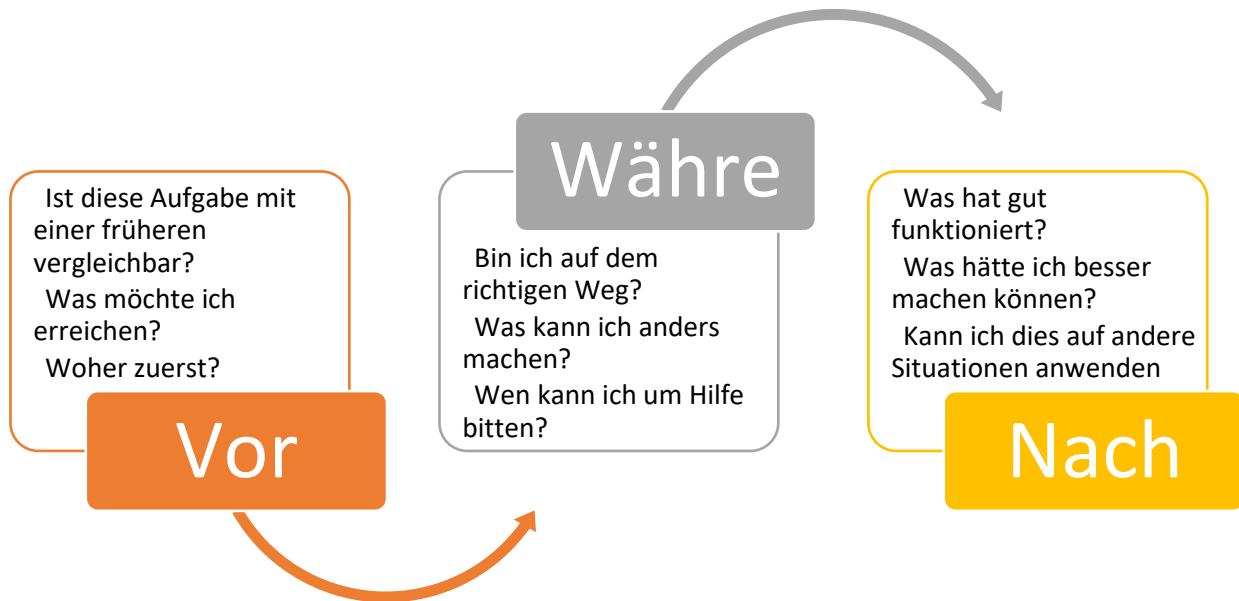 Ist diese Aufgabe mit
einer früheren
vergleichbar?
Was möchte ich
erreichen?
Woher zuerst?
Vor
Währe
Bin ich auf dem
richtigen Weg?
Was kann ich anders
machen?
Wen kann ich um Hilfe
bitten?
Was hat gut
funktioniert?
Was hätte ich besser
machen können?
Kann ich dies auf andere
Situationen anwenden
Nach